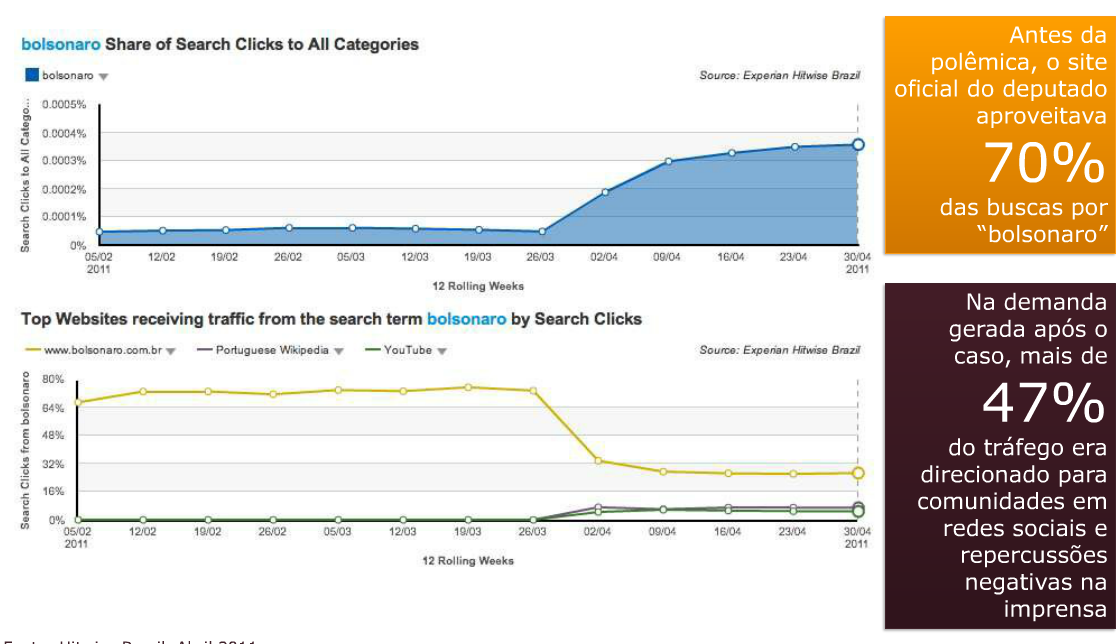 bolsonaro Share of Search Clicks to All Categories
bolsonaro
Source: Experian Hitwise Brazil
Search Clicks to All Catego...
0.0005%
0.0004%
0.0003%
0.0002%
0.0001%
0%
05/02 12/02 19/02 26/02 05/03 12/03 19/03 26/03 02/04 09/04 16/04 23/04 30/04
2011 2011
12 Rolling Weeks
Top Websites receiving traffic from the search term bolsonaro by Search Clicks
www.bolsonaro.com.br Portuguese Wikipedia YouTube
Source: Experian Hitwise Brazil
Search Clicks from bolsonaro
80%
64%
48%
32%
16%
0%
05/02 12/02 19/02 26/02 05/03 12/03 19/03 26/03 02/04 09/04 16/04 23/04 30/04
2011 2011
12 Rolling Weeks
Antes da
polêmica, o site
oficial do deputado
aproveitava
70%
das buscas por
“bolsonaro”
Na demanda
gerada após o
caso, mais de
47%
do tráfego era
direcionado para
comunidades em
redes sociais e
repercussões
negativas na
imprensa